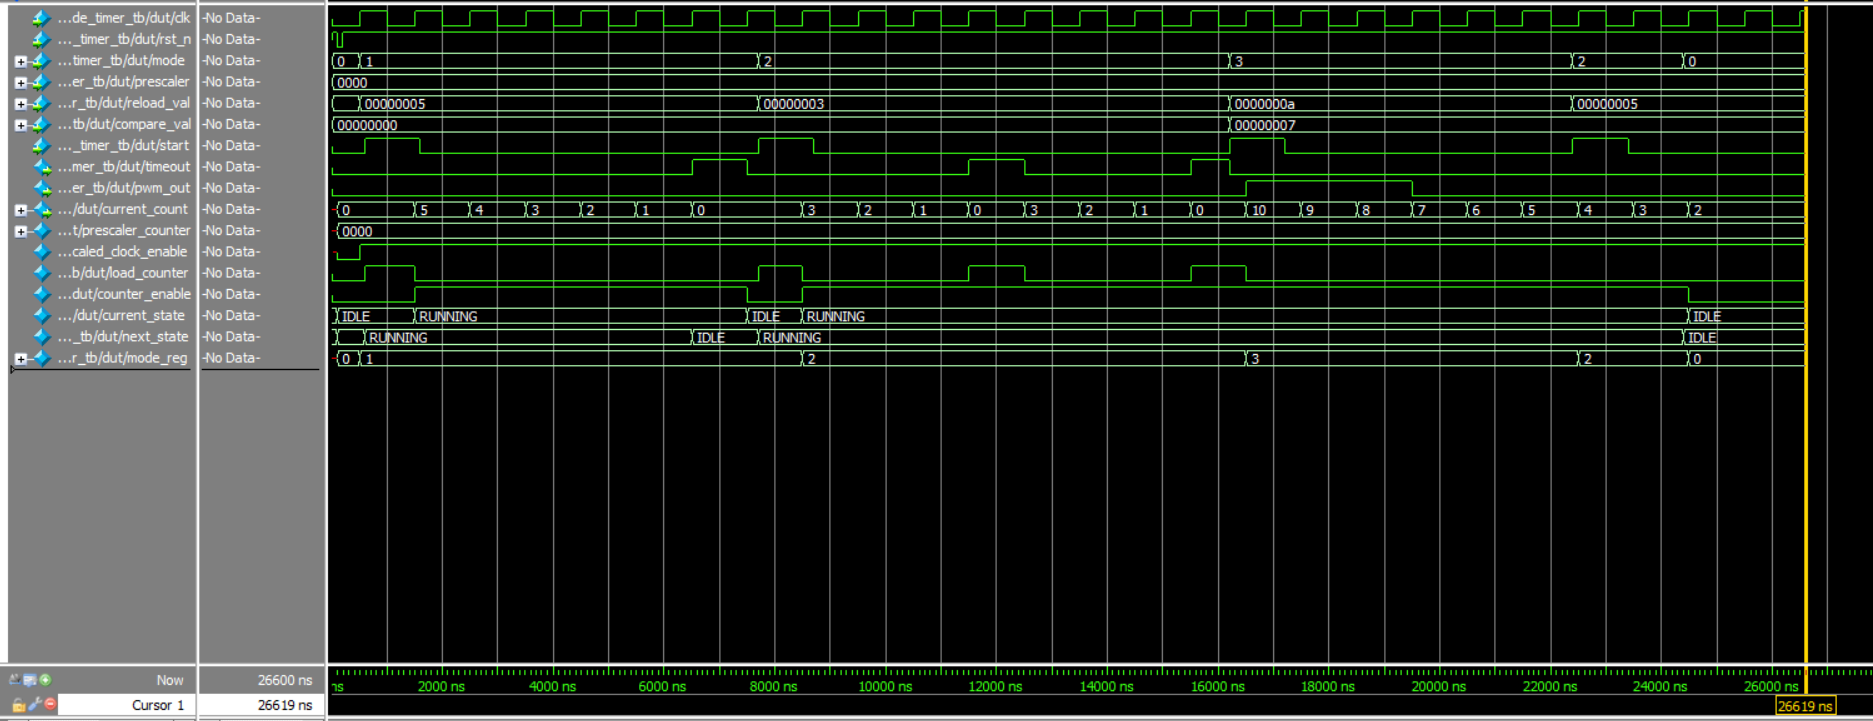 ...de_timer_tb/dut/clk -No Data-
..._timer_tb/dut/rst_n -No Data-
...timer_tb/dut/mode -No Data- 0 1 2 3 2 0
...er_tb/dut/prescaler -No Data- 0000
...r_tb/dut/reload_val -No Data- 00000005 00000003 0000000a 00000005
...tb/dut/compare_val -No Data- 00000000 00000007
..._timer_tb/dut/start -No Data-
...mer_tb/dut/timeout -No Data-
...er_tb/dut/pwm_out -No Data-
.../dut/current_count -No Data- 0 5 4 3 2 1 0 3 2 1 0 3 2 1 0 10 9 8 7 6 5 4 3 2
...t/prescaler_counter -No Data- 0000
...caled_clock_enable -No Data-
...b/dut/load_counter -No Data-
...dut/counter_enable -No Data-
.../dut/current_state -No Data- IDLE RUNNING IDLE RUNNING IDLE
..._tb/dut/next_state -No Data- RUNNING IDLE RUNNING IDLE
...r_tb/dut/mode_reg -No Data- 0 1 2 3 2 0
Now 26600 ns ns 2000 ns 4000 ns 6000 ns 8000 ns 10000 ns 12000 ns 14000 ns 16000 ns 18000 ns 20000 ns 22000 ns 24000 ns 26000 ns
Cursor 1 26619 ns 26619 ns